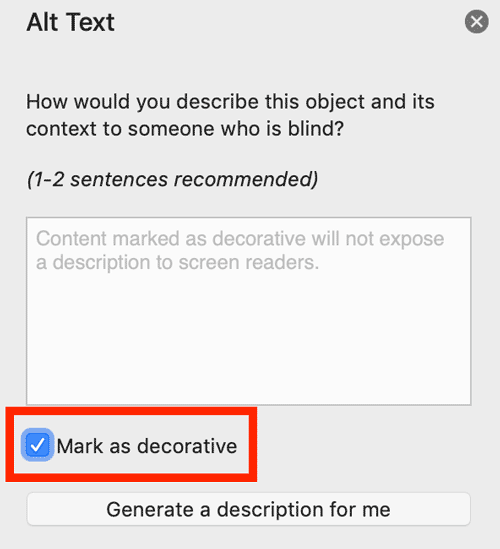 Alt Text
How would you describe this object and its
context to someone who is blind?
(1-2 sentences recommended)
Content marked as decorative will not expose
a description to screen readers.
Mark as decorative
Generate a description for me